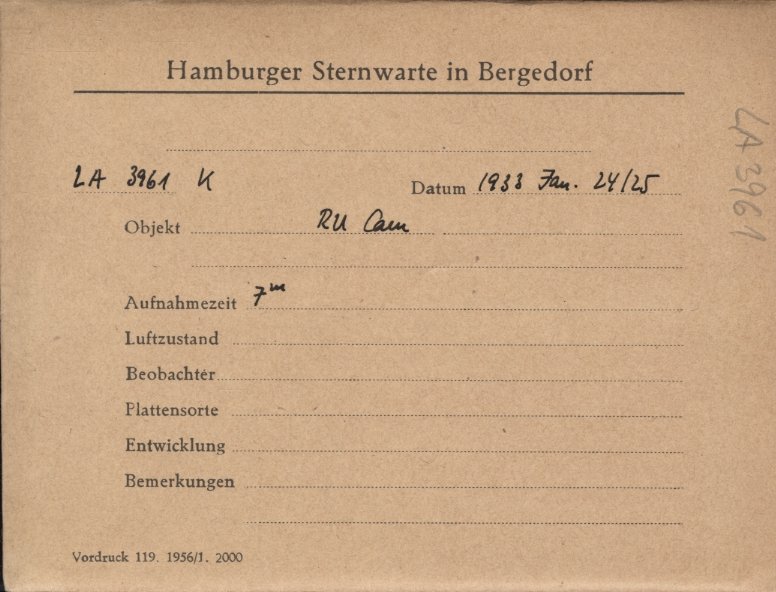 Hamburger Sternwarte in Bergedorf
LA 3961 K Datum 1933 Jan. 24/25
Objekt RU Cam
Aufnahmezeit 7m
Luftzustand
Beobachter
Plattensorte
Entwicklung
Bemerkungen
Vordruck 119. 1956/1. 2000
LA 3961